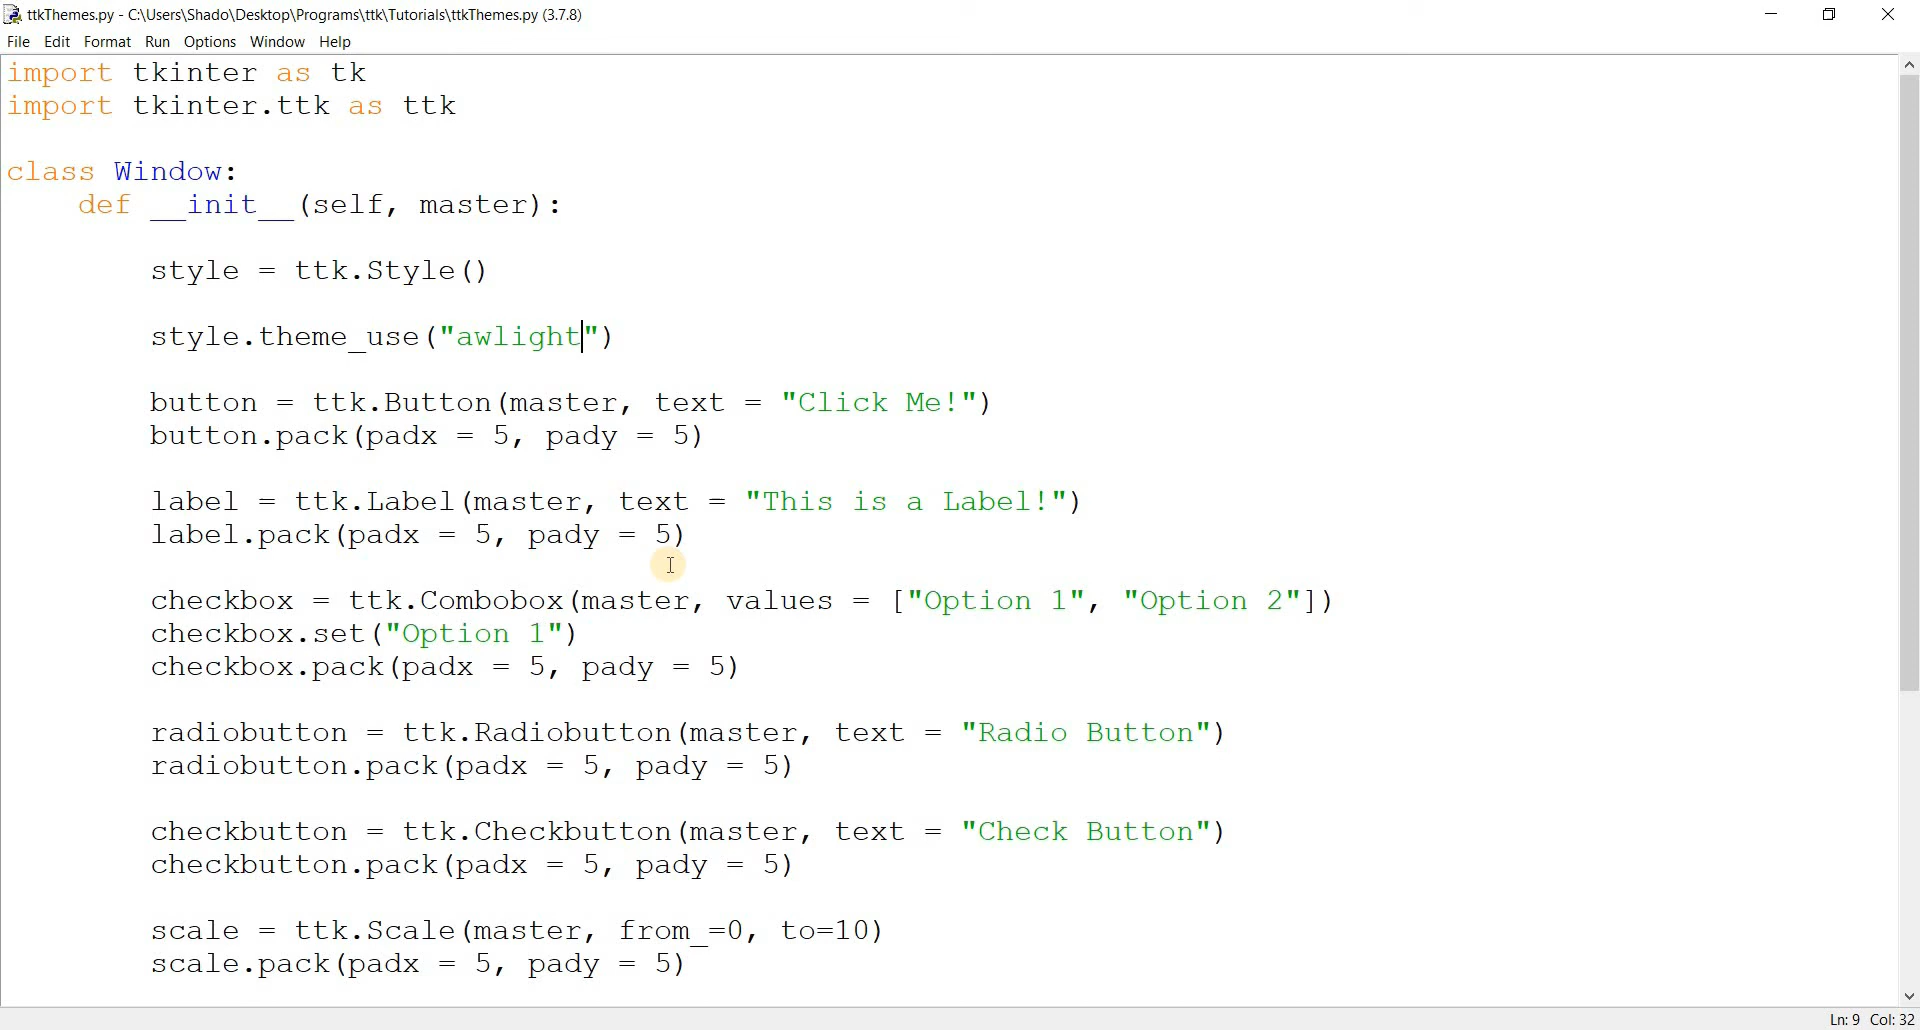 ttkThemes.py - C:\Users\Shado\Desktop\Programs\ttk\Tutorials\ttkThemes.py (3.7.8)
File Edit Format Run Options Window Help
import tkinter as tk
import tkinter.ttk as ttk
class Window:
    def __init__(self, master):
        style = ttk.Style()
        style.theme_use("awlight")
        button = ttk.Button(master, text = "Click Me!")
        button.pack(padx = 5, pady = 5)
        label = ttk.Label(master, text = "This is a Label!")
        label.pack(padx = 5, pady = 5)
        checkbox = ttk.Combobox(master, values = ["Option 1", "Option 2"])
        checkbox.set("Option 1")
        checkbox.pack(padx = 5, pady = 5)
        radiobutton = ttk.Radiobutton(master, text = "Radio Button")
        radiobutton.pack(padx = 5, pady = 5)
        checkbutton = ttk.Checkbutton(master, text = "Check Button")
        checkbutton.pack(padx = 5, pady = 5)
        scale = ttk.Scale(master, from_=0, to=10)
        scale.pack(padx = 5, pady = 5)
Ln: 9 Col: 32